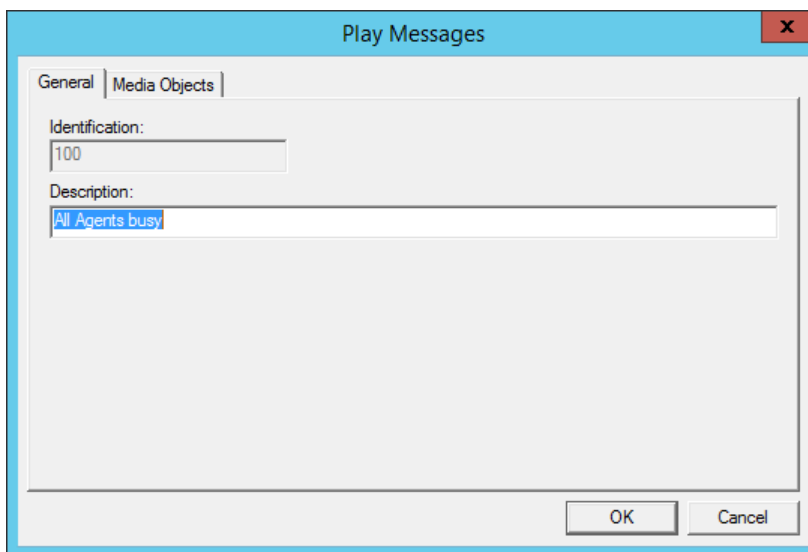 Play Messages
x
General
Media Objects
Identification:
100
Description:
All Agents busy
OK
Cancel